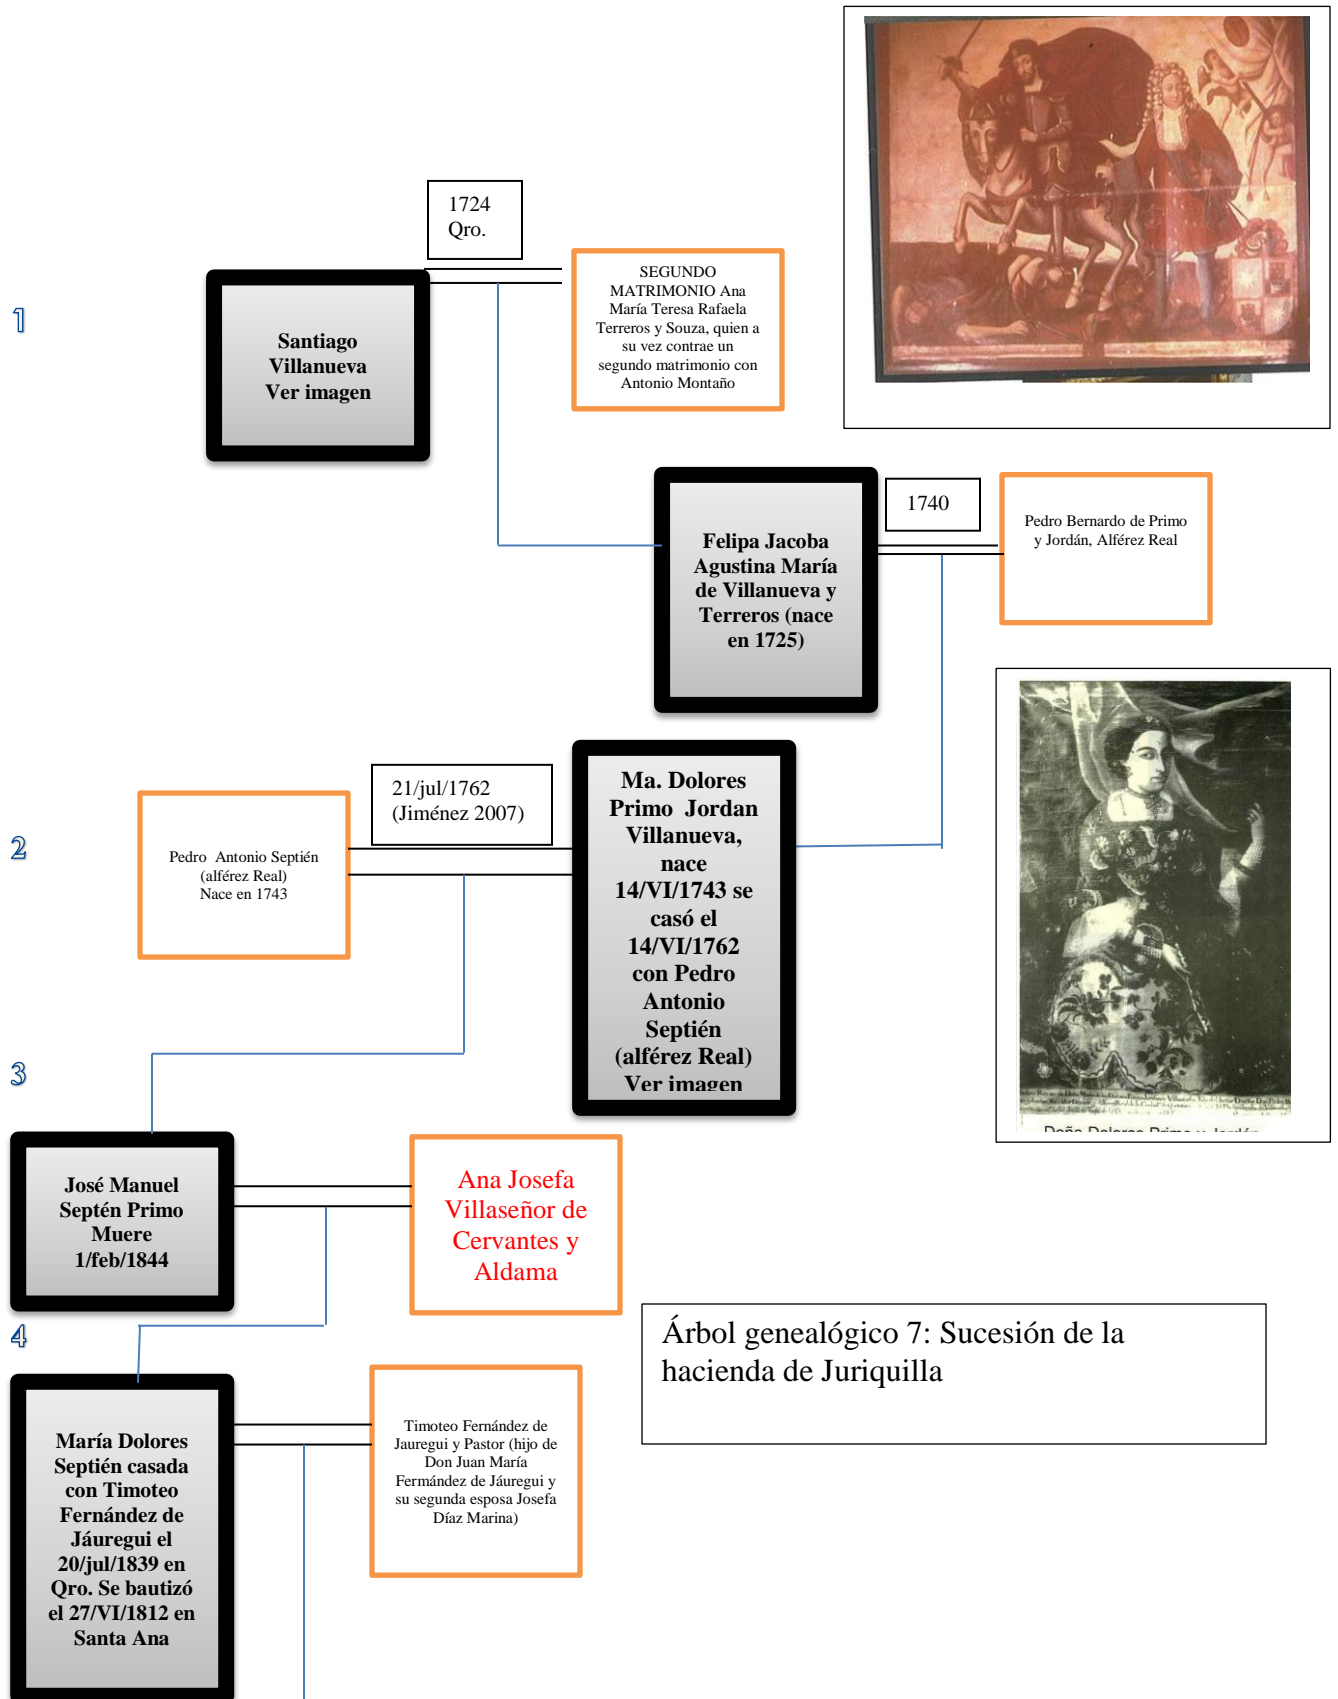 1724
Qro.
SEGUNDO
MATRIMONIO Ana
María Teresa Rafaela
Terreros y Souza, quien a
su vez contrae un
segundo matrimonio con
Antonio Montaño
1
Santiago
Villanueva
Ver imagen
1740
Pedro Bernardo de Primo
y Jordán, Alférez Real
Felipa Jacoba
Agustina María
de Villanueva y
Terreros (nace
en 1725)
21/jul/1762
(Jiménez 2007)
2
Pedro Antonio Septién
(alférez Real)
Nace en 1743
Ma. Dolores
Primo Jordan
Villanueva,
nace
14/VI/1743 se
casó el
14/VI/1762
con Pedro
Antonio
Septién
(alférez Real)
Ver imagen
Doña Dolores Primo y Jordán
3
José Manuel
Septén Primo
Muere
1/feb/1844
Ana Josefa
Villaseñor de
Cervantes y
Aldama
4
Árbol genealógico 7: Sucesión de la
hacienda de Juriquilla
María Dolores
Septién casada
con Timoteo
Fernández de
Jáuregui el
20/jul/1839 en
Qro. Se bautizó
el 27/VI/1812 en
Santa Ana
Timoteo Fernández de
Jauregui y Pastor (hijo de
Don Juan María
Fermández de Jáuregui y
su segunda esposa Josefa
Díaz Marina)